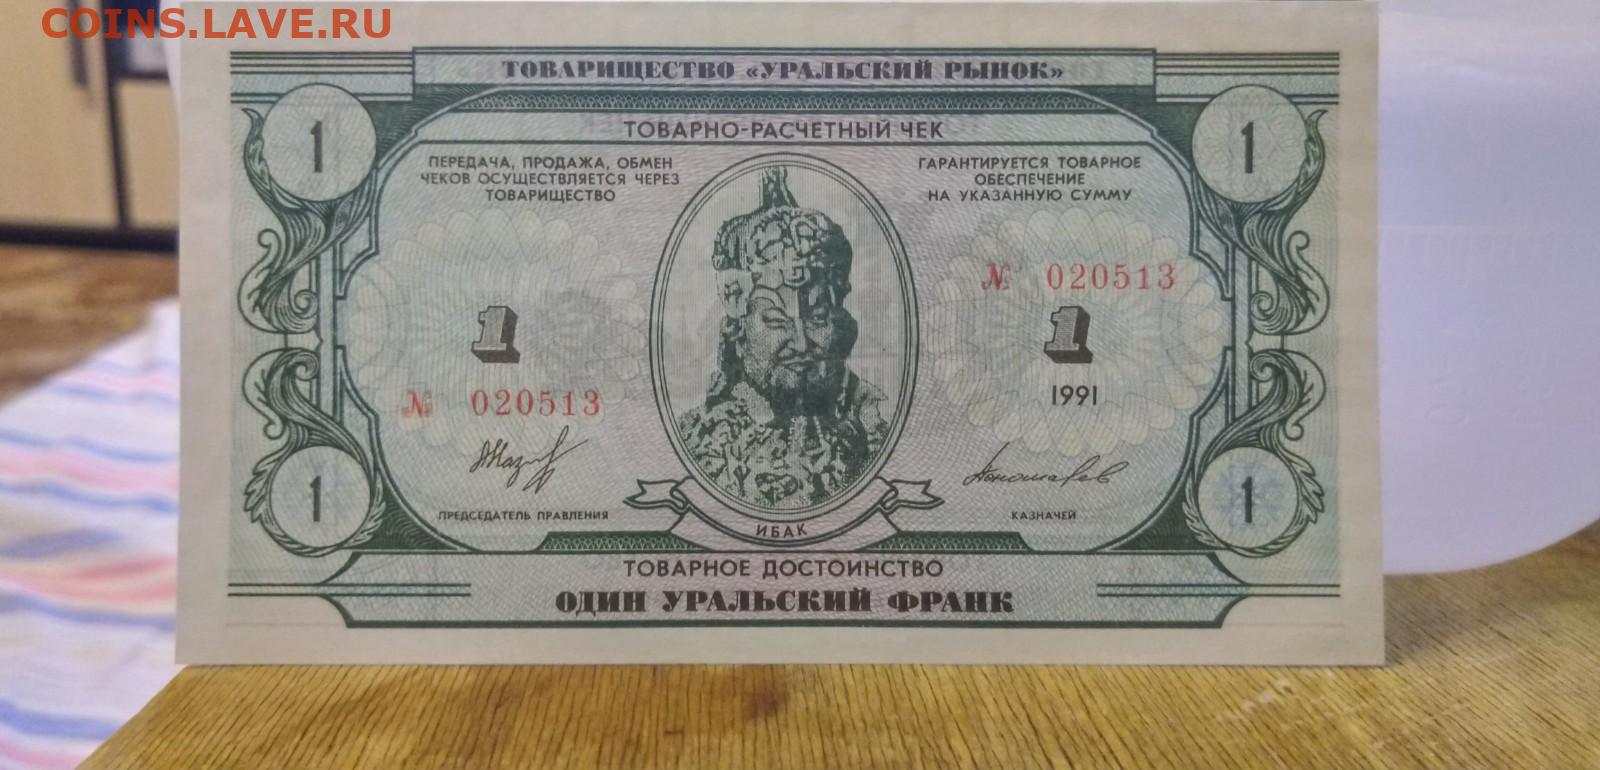 COINS.LAVE.RU
ТОВАРИЩЕСТВО «УРАЛЬСКИЙ РЫНОК»
ТОВАРНО-РАСЧЕТНЫЙ ЧЕК
1
1
ПЕРЕДАЧА, ПРОДАЖА, ОБМЕН
ЧЕКОВ ОСУЩЕСТВЛЯЕТСЯ ЧЕРЕЗ
ТОВАРИЩЕСТВО
ГАРАНТИРУЕТСЯ ТОВАРНОЕ
ОБЕСПЕЧЕНИЕ
НА УКАЗАННУЮ СУММУ
№ 020513
1
1
1991
№ 020513
Пономарев
1
1
ПРЕДСЕДАТЕЛЬ ПРАВЛЕНИЯ
КАЗНАЧЕЙ
ИБАК
ТОВАРНОЕ ДОСТОИНСТВО
ОДИН УРАЛЬСКИЙ ФРАНК